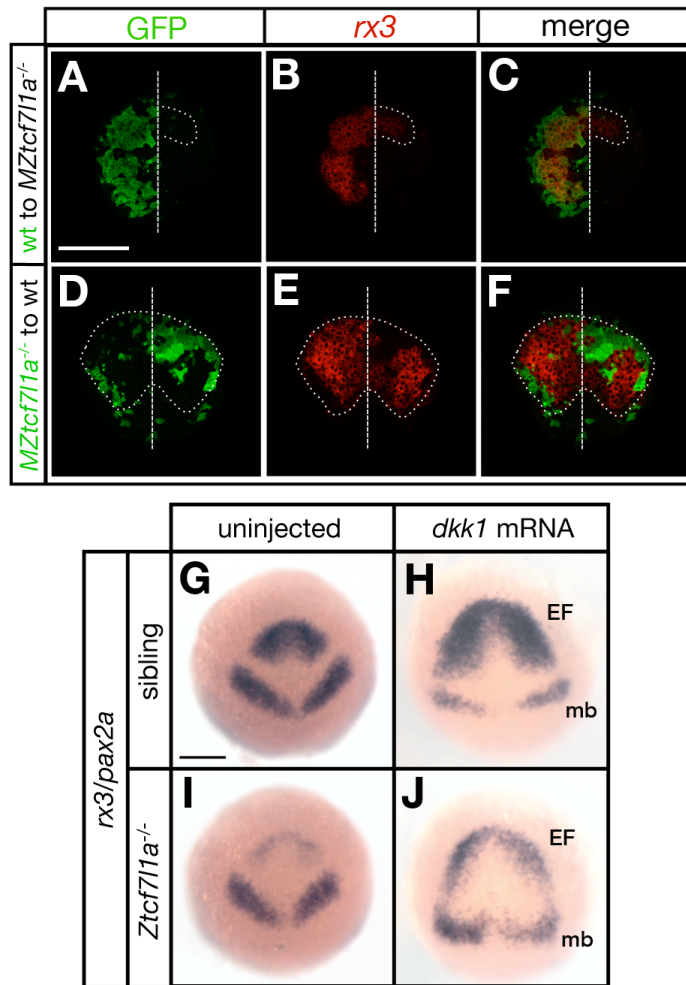 GFP rx3 merge
wt to MZtcf7l1a-/-
A B C
MZtcf7l1a-/- to wt
D E F
uninjected dkk1 mRNA
rx3/pax2a
sibling
G H
EF
mb
Ztcf7l1a-/-
I J
EF
mb